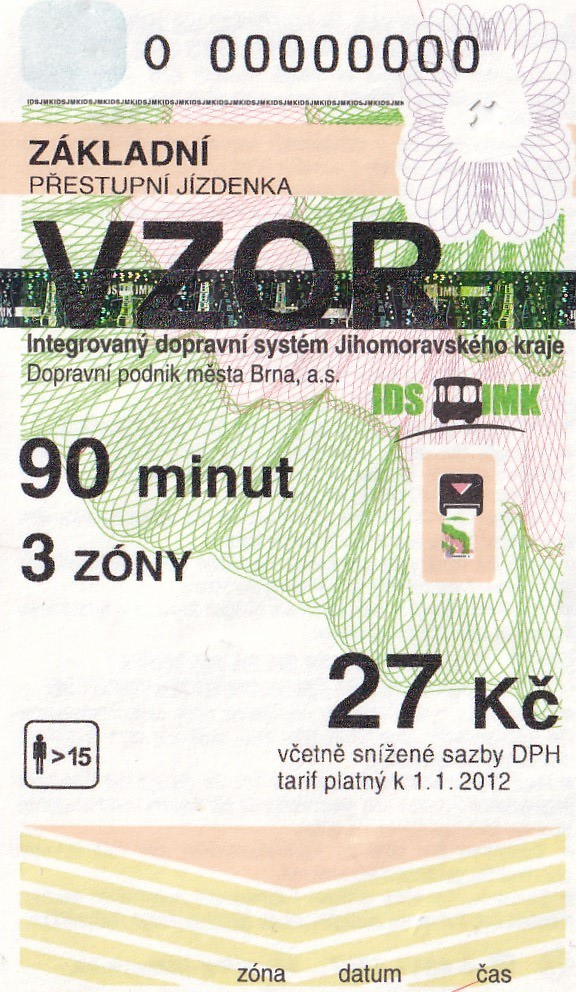 O 00000000
IDSJMKIDSJMKIDSJMKIDSJMKIDSJMKIDSJMKIDSJMKIDSJMKIDSJMKIDSJMKIDSJMK
ZÁKLADNÍ
PŘESTUPNÍ JÍZDENKA
VZOR
Integrovaný dopravní systém Jihomoravského kraje
Dopravní podnik města Brna, a.s.
IDS JMK
90 minut
3 ZÓNY
27 Kč
>15
včetně snížené sazby DPH
tarif platný k 1.1.2012
zóna datum čas